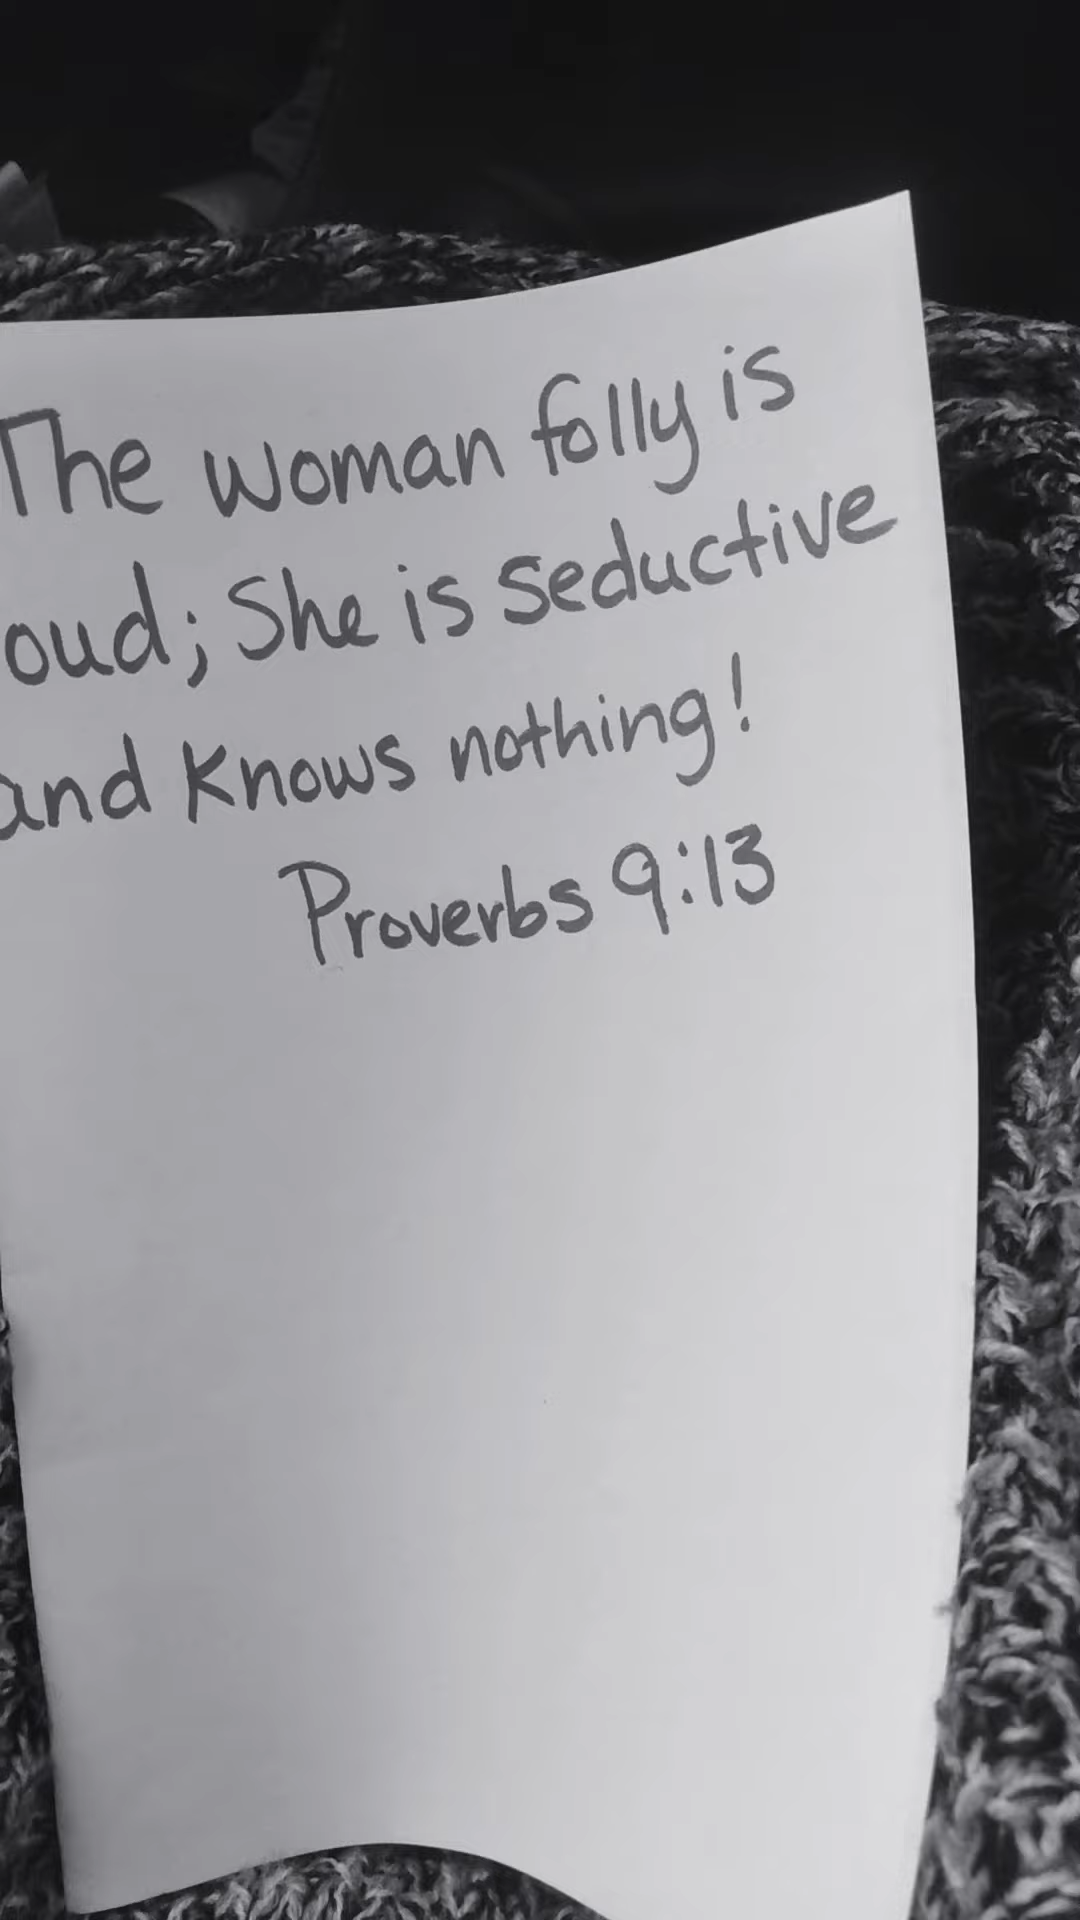 The woman folly is
oud; She is seductive
and knows nothing!
Proverbs 9:13